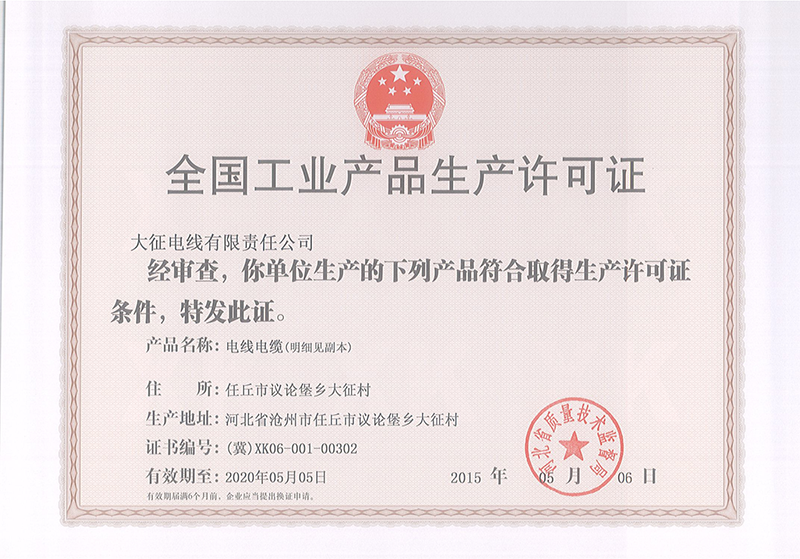 全国工业产品生产许可证
大征电线有限责任公司
经审查，你单位生产的下列产品符合取得生产许可证
条件，特发此证。
产品名称：电线电缆(明细见副本)
住 所：任丘市议论堡乡大征村
生产地址：河北省沧州市任丘市议论堡乡大征村
证书编号：(冀)XK06-001-00302
有效期至：2020年05月05日
2015 年 05 月 06 日
有效期届满6个月前，企业应当提出换证申请。
河北省质量技术监督局